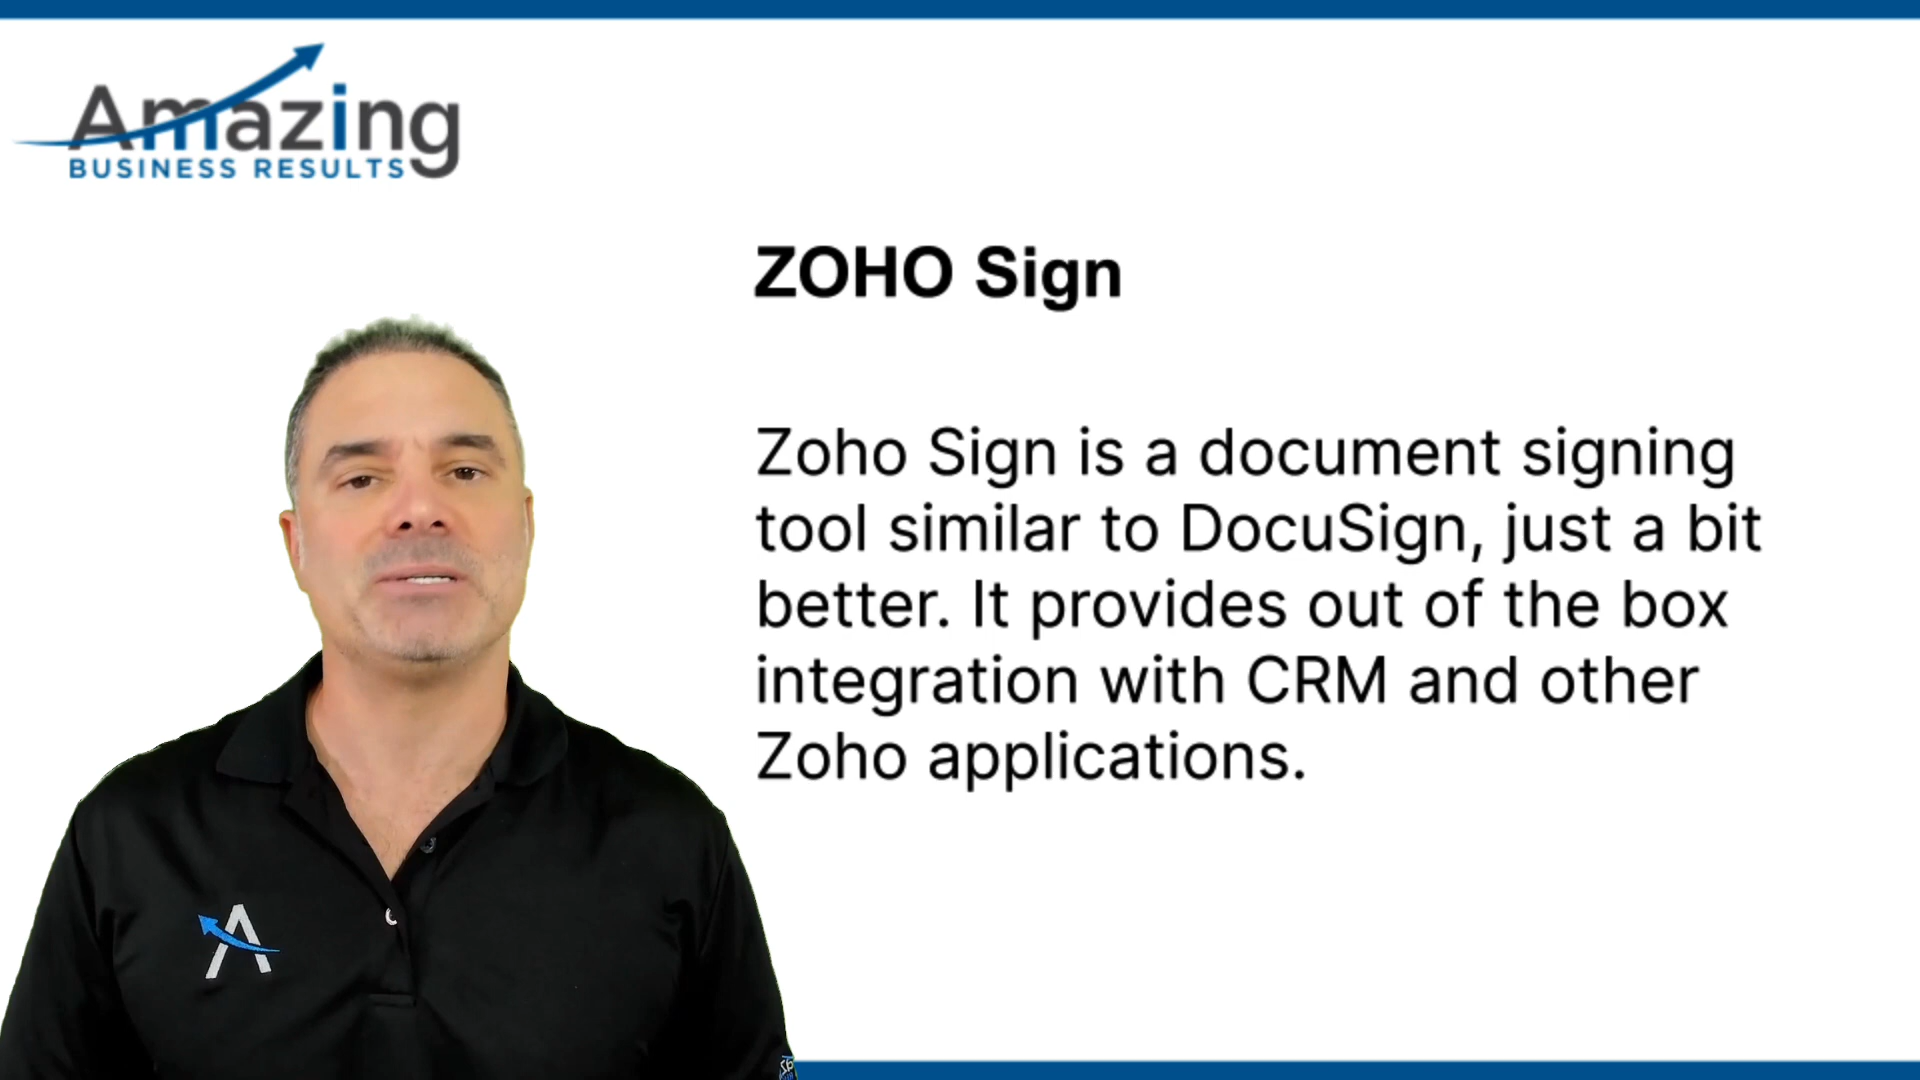 Amazing
BUSINESS RESULTS
ZOHO Sign
Zoho Sign is a document signing
tool similar to DocuSign, just a bit
better. It provides out of the box
integration with CRM and other
Zoho applications.
A